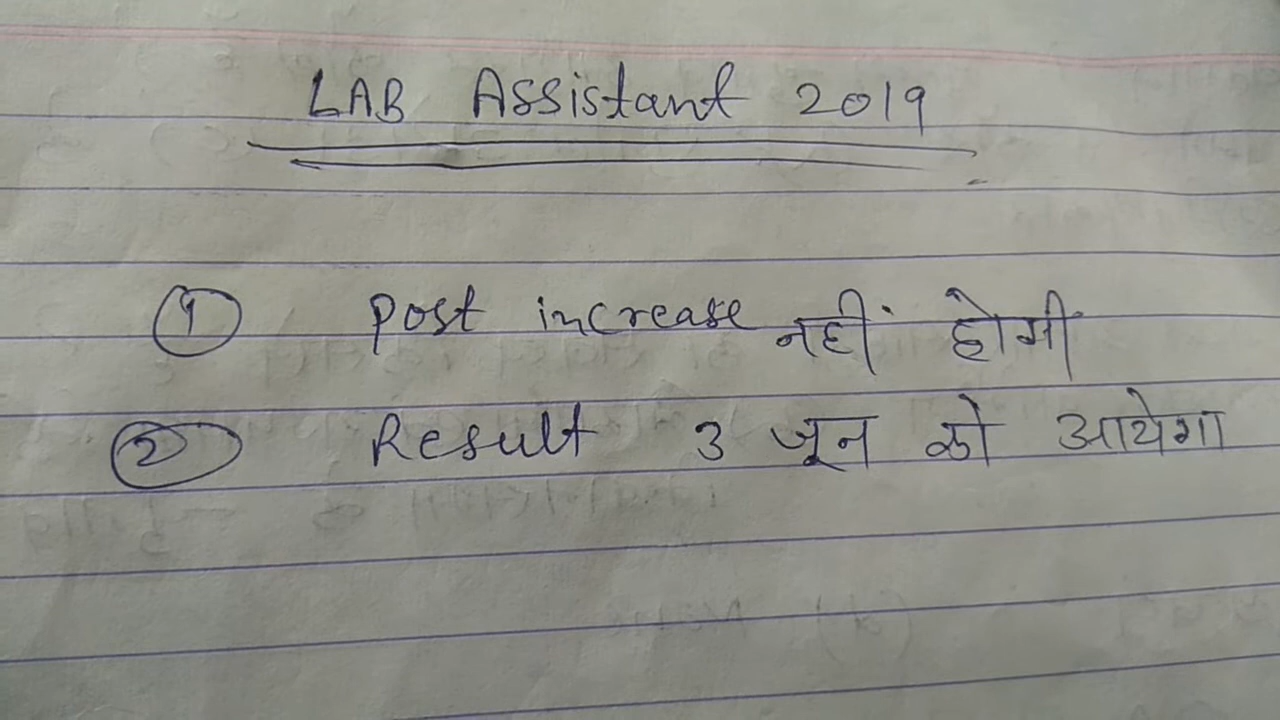 LAB Assistant 2019
① Post increase नहीं होगी
② Result 3 जून को आयेगा